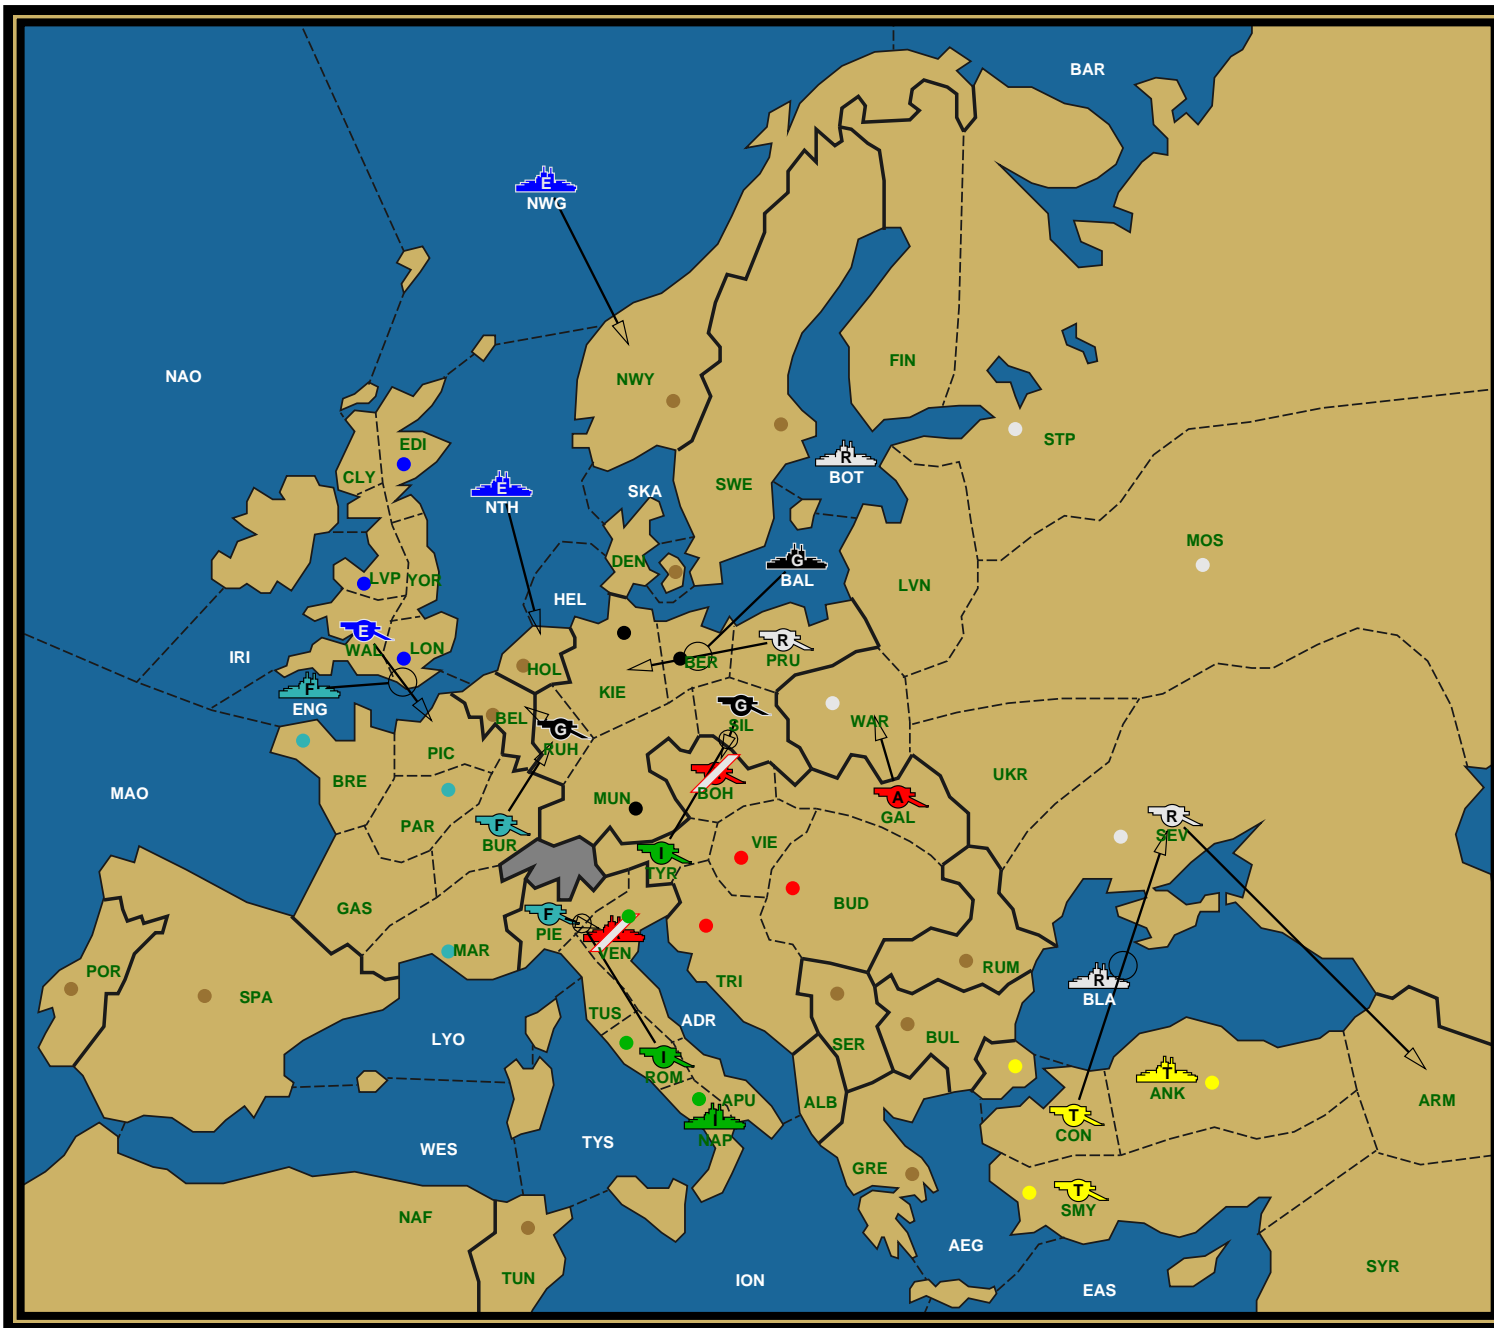 BAR
E
NWG
NAO
FIN
NWY
EDI
STP
CLY
R
BOT
SWE
SKA
E
NTH
MOS
G
BAL
DEN
LVP YOR
LVN
HEL
E
WAL
LON
R
PRU
IRI
BER
HOL
KIE
F
ENG
G
SIL
BEL
WAR
G
RUH
PIC
UKR
BRE
BOH
MAO
MUN
A
GAL
R
SEV
F
BUR
PAR
VIE
I
TYR
BUD
GAS
F
PIE
VEN
MAR
RUM
POR
SPA
TRI
R
BLA
TUS
ADR
LYO
BUL
SER
I
ROM
T
ANK
APU
ALB
ARM
I
NAP
T
CON
TYS
WES
GRE
T
SMY
NAF
AEG
SYR
TUN
ION
EAS